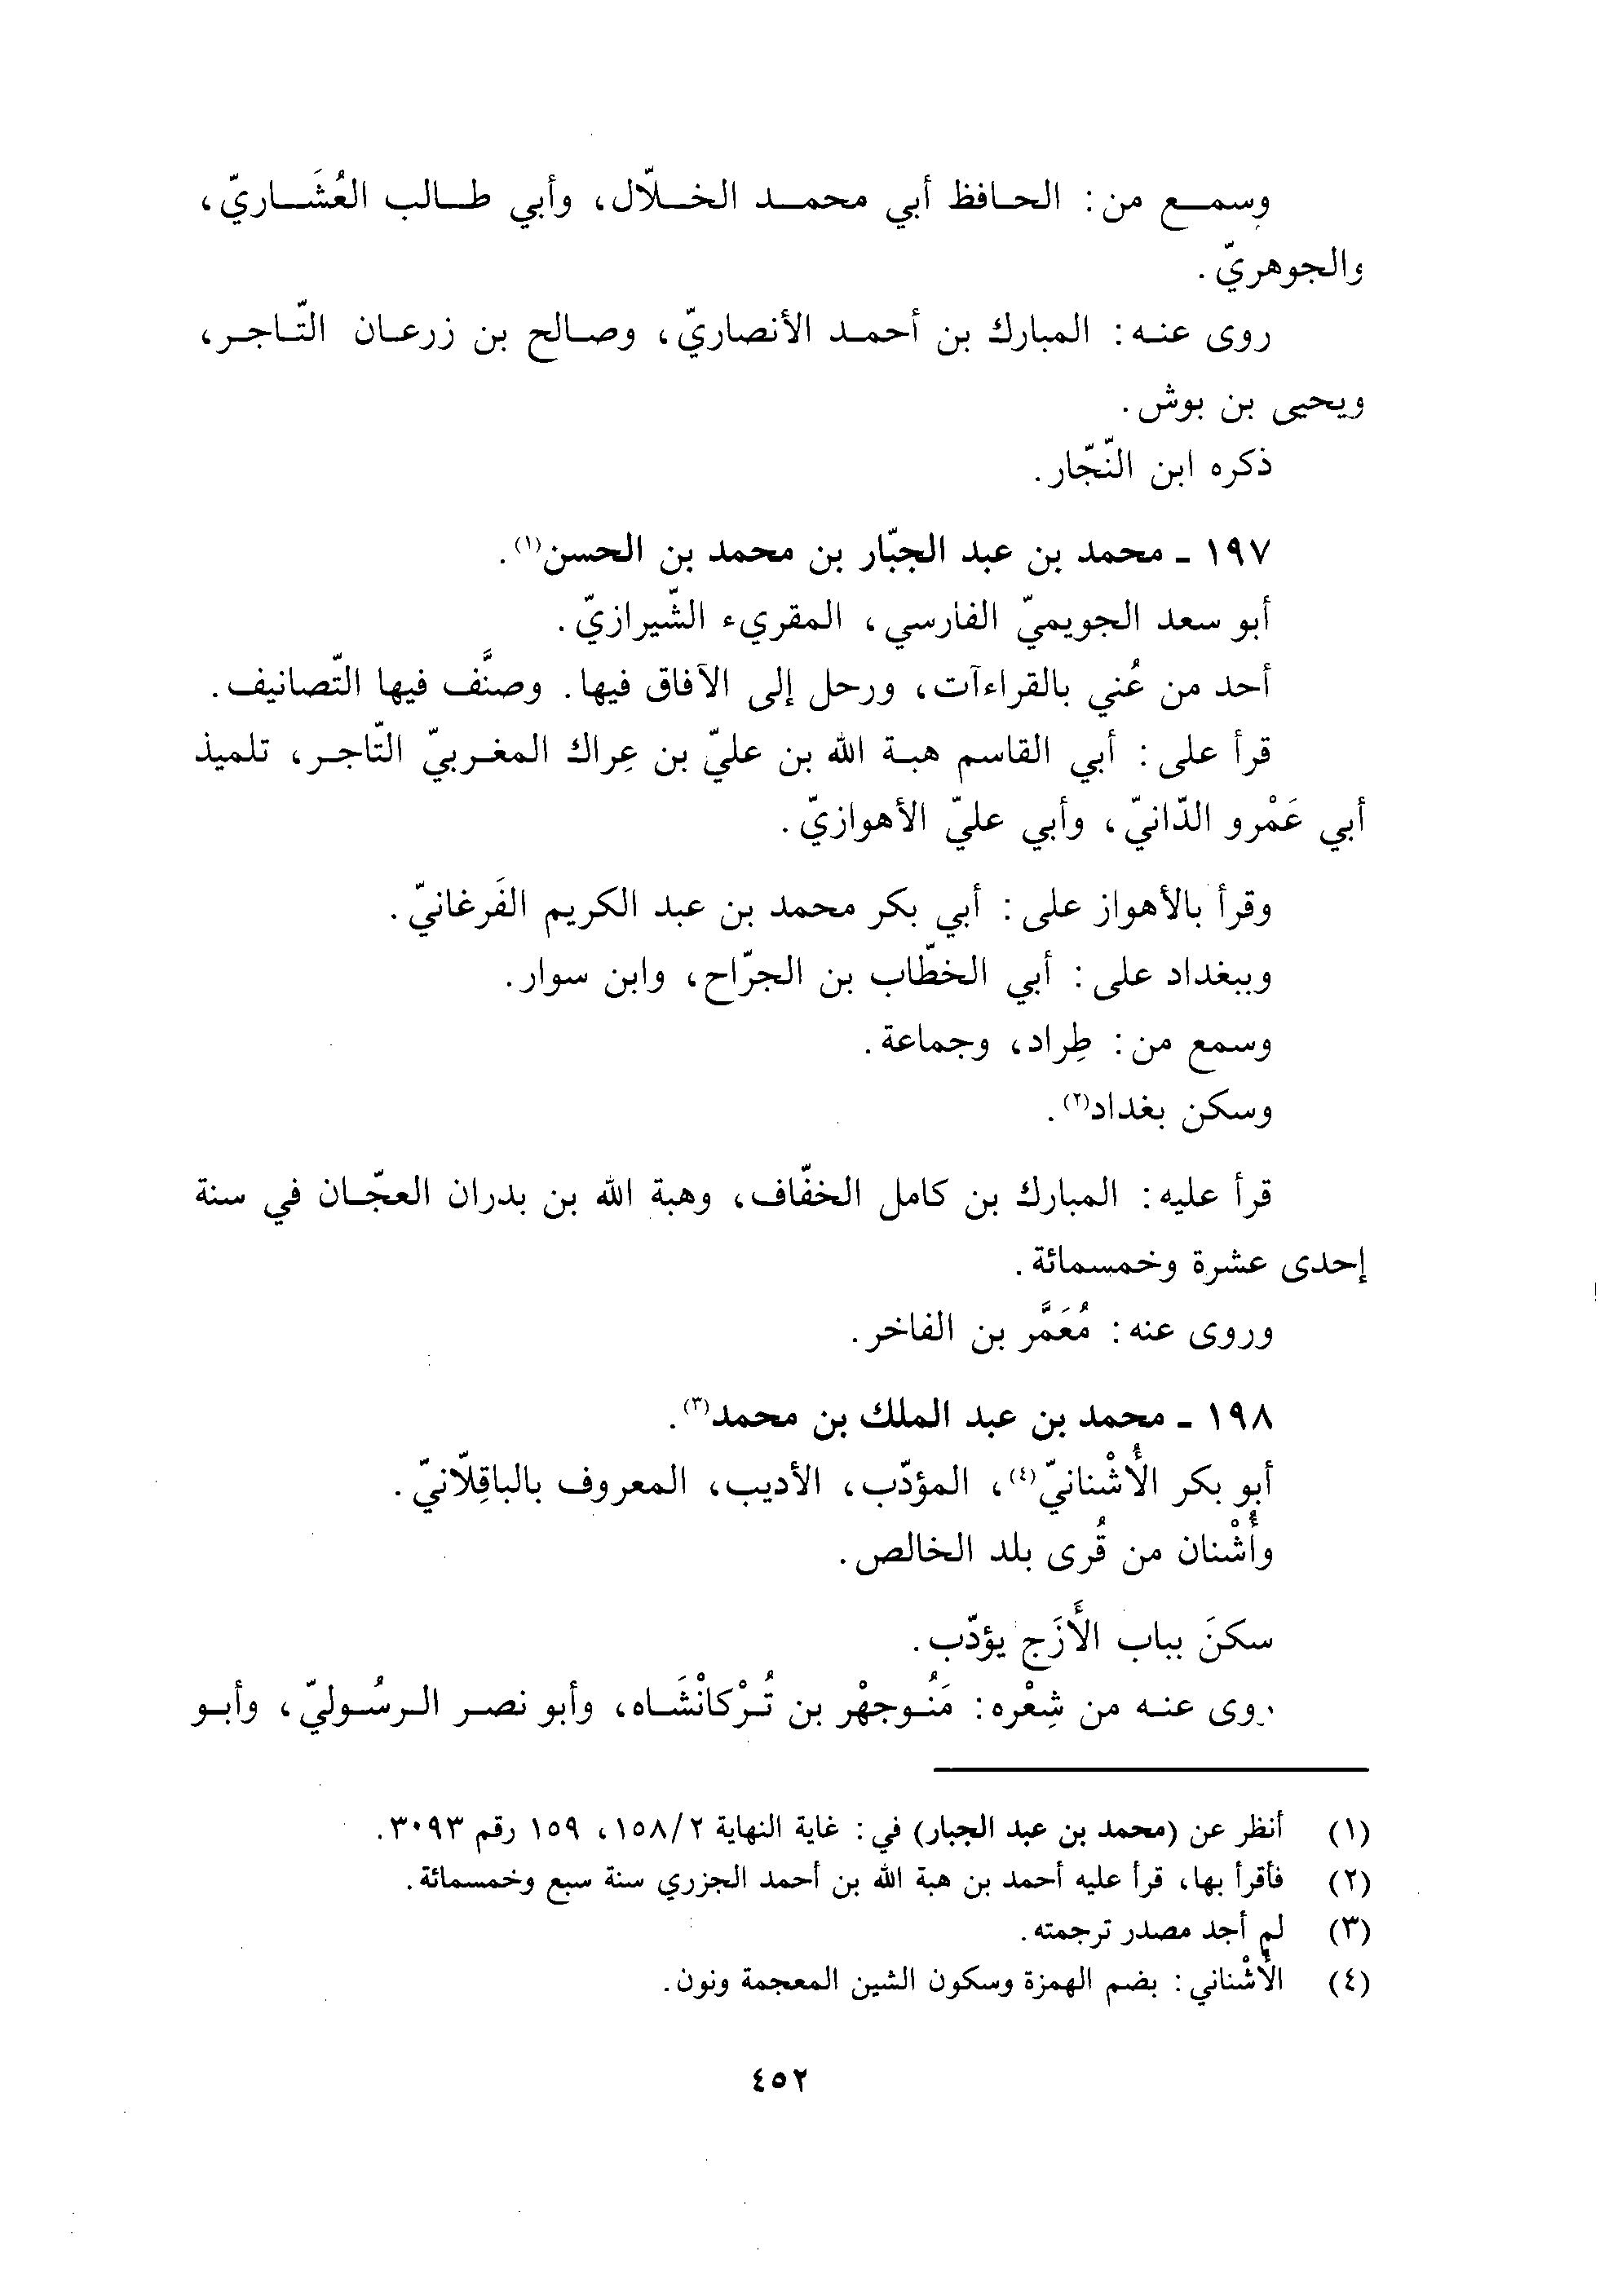 وسمع من: الحافظ أبي محمد الخلّال، وأبي طالب العُشَاريّ،
والجوهريّ.
روى عنه: المبارك بن أحمد الأنصاريّ، وصالح بن زرعان التّاجر،
ويحيى بن بوش.
ذكره ابن النّجّار.
١٩٧ ـ محمد بن عبد الجبّار بن محمد بن الحسن(١).
أبو سعد الجويميّ الفارسي، المقريء الشّيرازيّ.
أحد من عُني بالقراءآت، ورحل إلى الآفاق فيها. وصنَّف فيها التّصانيف.
قرأ على: أبي القاسم هبة الله بن عليّ بن عِراك المغربيّ التّاجر، تلميذ
أبي عَمْرو الدّانيّ، وأبي عليّ الأهوازيّ.
وقرأ بالأهواز على: أبي بكر محمد بن عبد الكريم الفَرغانيّ.
وببغداد على: أبي الخطّاب بن الجرّاح، وابن سوار.
وسمع من: طِراد، وجماعة.
وسكن بغداد(٢).
قرأ عليه: المبارك بن كامل الخفّاف، وهبة الله بن بدران العجّان في سنة
إحدى عشرة وخمسمائة.
وروى عنه: مُعَمَّر بن الفاخر.
١٩٨ ـ محمد بن عبد الملك بن محمد(٣).
أبو بكر الأُشْنانيّ(٤)، المؤدّب، الأديب، المعروف بالباقِلّانيّ.
وأُشْنان من قُرى بلد الخالص.
سكنَ بباب الأَزَج يؤدّب.
روى عنه من شِعْره: مَنُوجهْر بن تُرْكانْشَاه، وأبو نصر الرسُوليّ، وأبو
(١) أنظر عن (محمد بن عبد الجبار) في: غاية النهاية ٢/١٥٨، ١٥٩ رقم ٣٠٩٣.
(٢) فأقرأ بها، قرأ عليه أحمد بن هبة الله بن أحمد الجزري سنة سبع وخمسمائة.
(٣) لم أجد مصدر ترجمته.
(٤) الأُشْناني: بضم الهمزة وسكون الشين المعجمة ونون.
٤٥٢